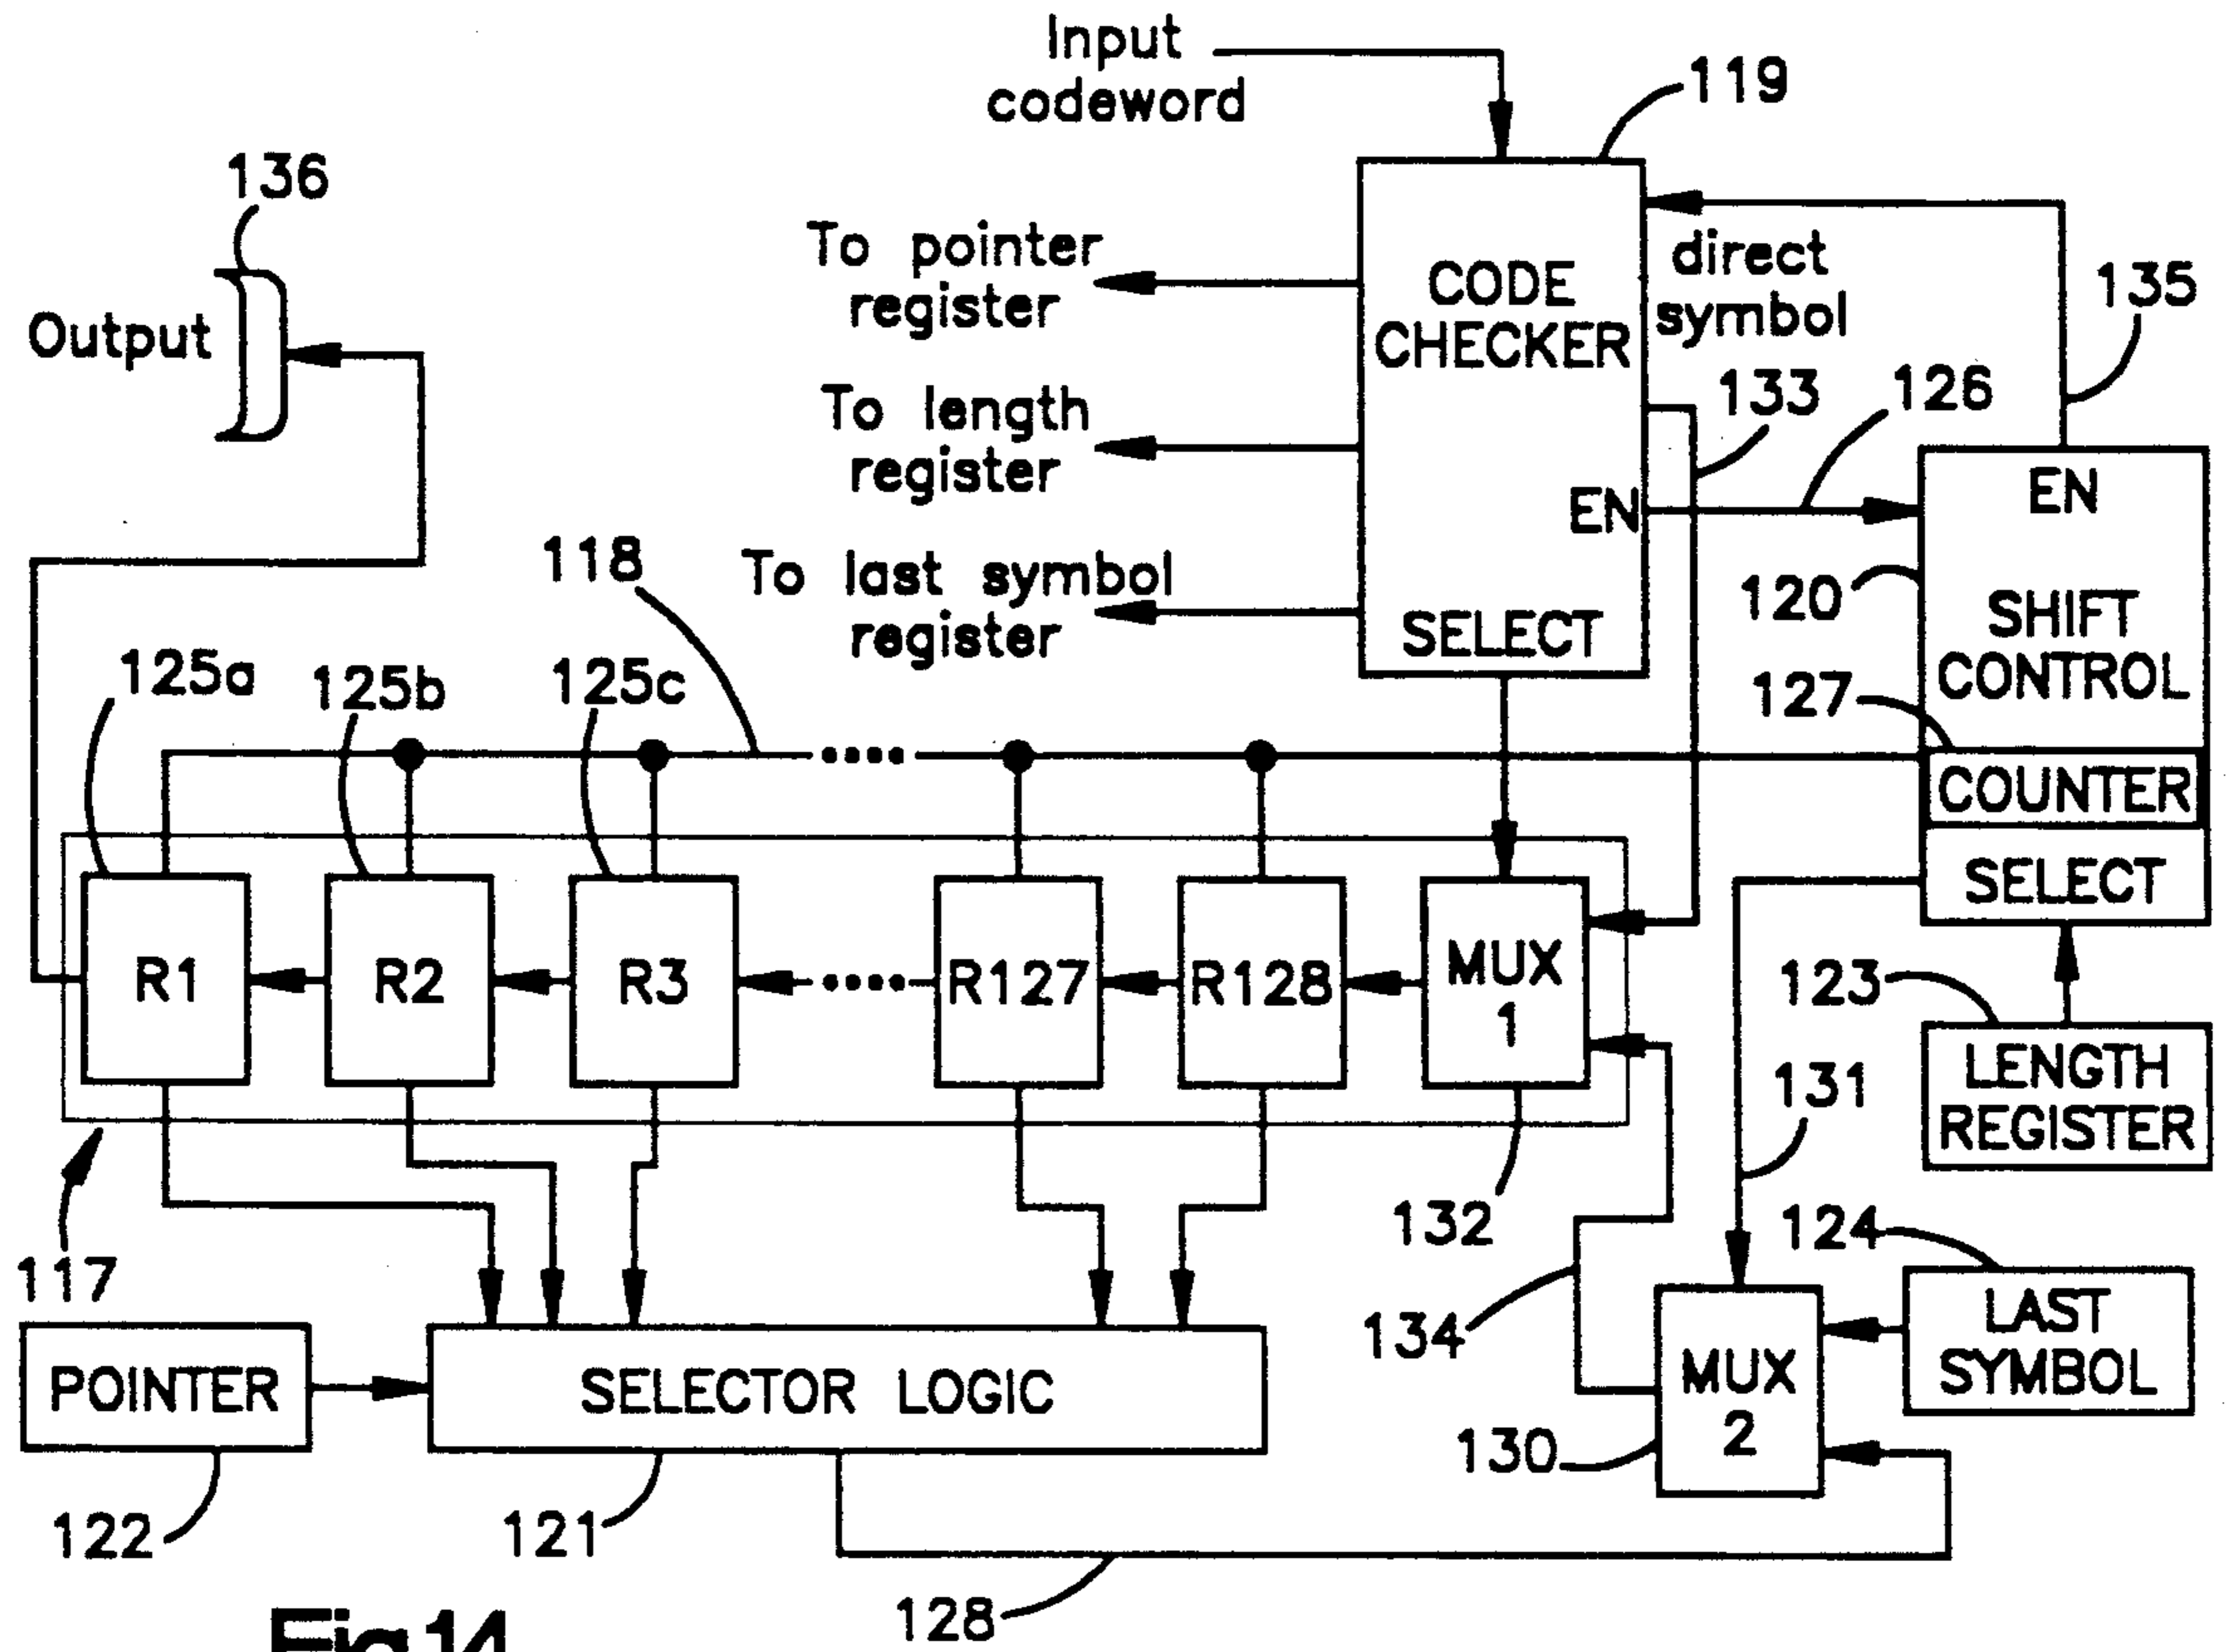 Input
codeword
119
136
To pointer
register
direct
symbol
CODE
CHECKER
135
Output
To length
register
133
126
EN
EN
118
To last symbol
register
SELECT
120
SHIFT
CONTROL
125a
125b
125c
127
COUNTER
SELECT
R1
R2
R3
R127
R128
MUX
1
123
LENGTH
REGISTER
131
132
117
124
134
LAST
SYMBOL
POINTER
SELECTOR LOGIC
MUX
2
130
122
121
128
Fig.14